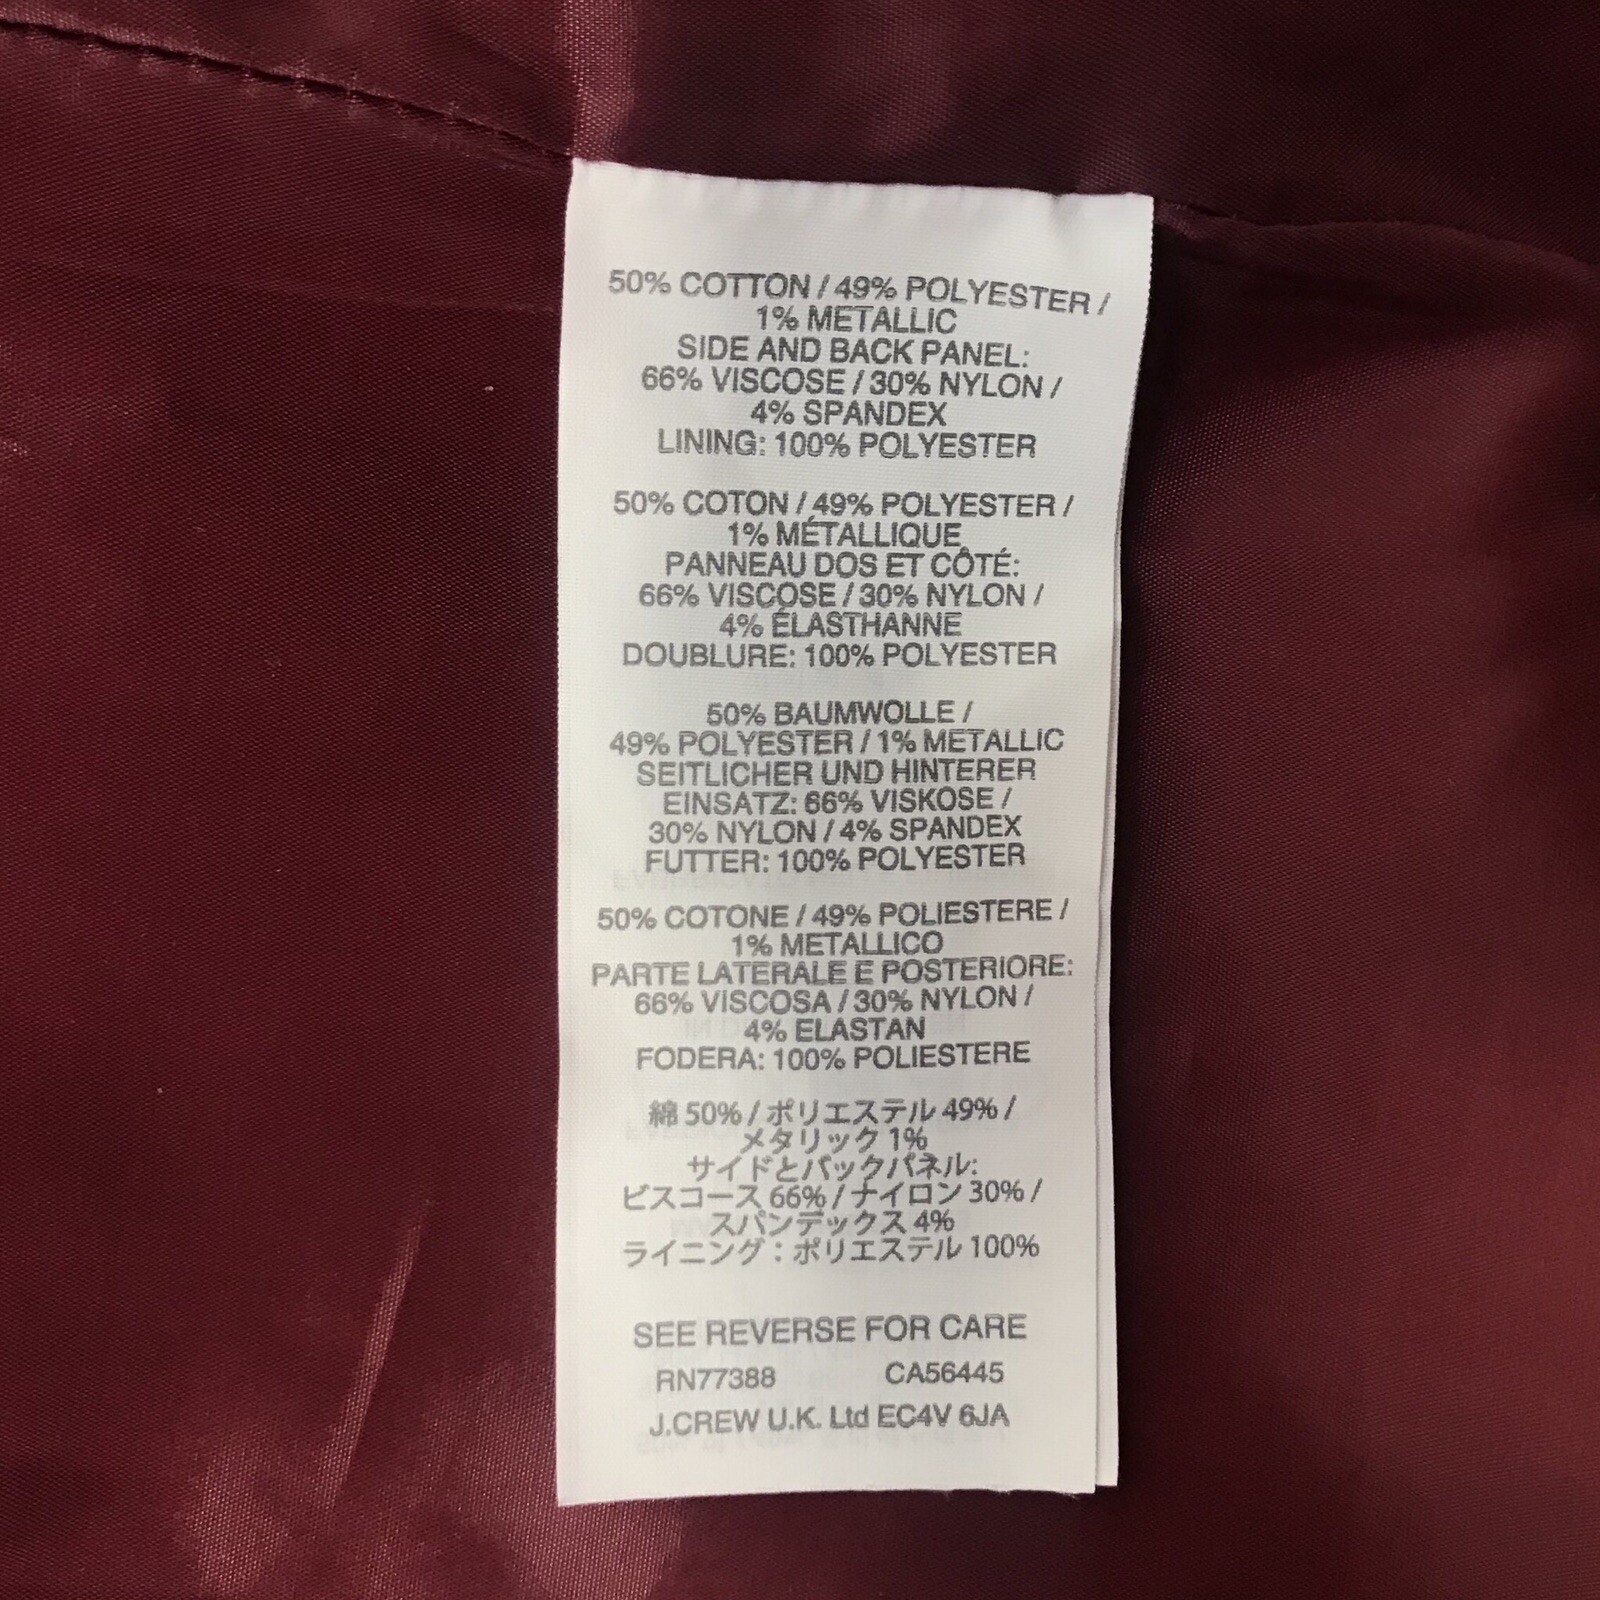 50% COTTON / 49% POLYESTER /
1% METALLIC
SIDE AND BACK PANEL:
66% VISCOSE / 30% NYLON /
4% SPANDEX
LINING: 100% POLYESTER
50% COTON / 49% POLYESTER /
1% MÉTALLIQUE
PANNEAU DOS ET CÔTÉ:
66% VISCOSE / 30% NYLON /
4% ÉLASTHANNE
DOUBLURE: 100% POLYESTER
50% BAUMWOLLE /
49% POLYESTER / 1% METALLIC
SEITLICHER UND HINTERER
EINSATZ: 66% VISKOSE /
30% NYLON / 4% SPANDEX
FUTTER: 100% POLYESTER
50% COTONE / 49% POLIESTERE /
1% METALLICO
PARTE LATERALE E POSTERIORE:
66% VISCOSA / 30% NYLON /
4% ELASTAN
FODERA: 100% POLIESTERE
綿 50% / ポリエステル 49% /
メタリック 1%
サイドとバックパネル:
ビスコース 66% / ナイロン 30% /
スパンデックス 4%
ライニング：ポリエステル 100%
SEE REVERSE FOR CARE
RN77388 CA56445
J.CREW U.K. Ltd EC4V 6JA